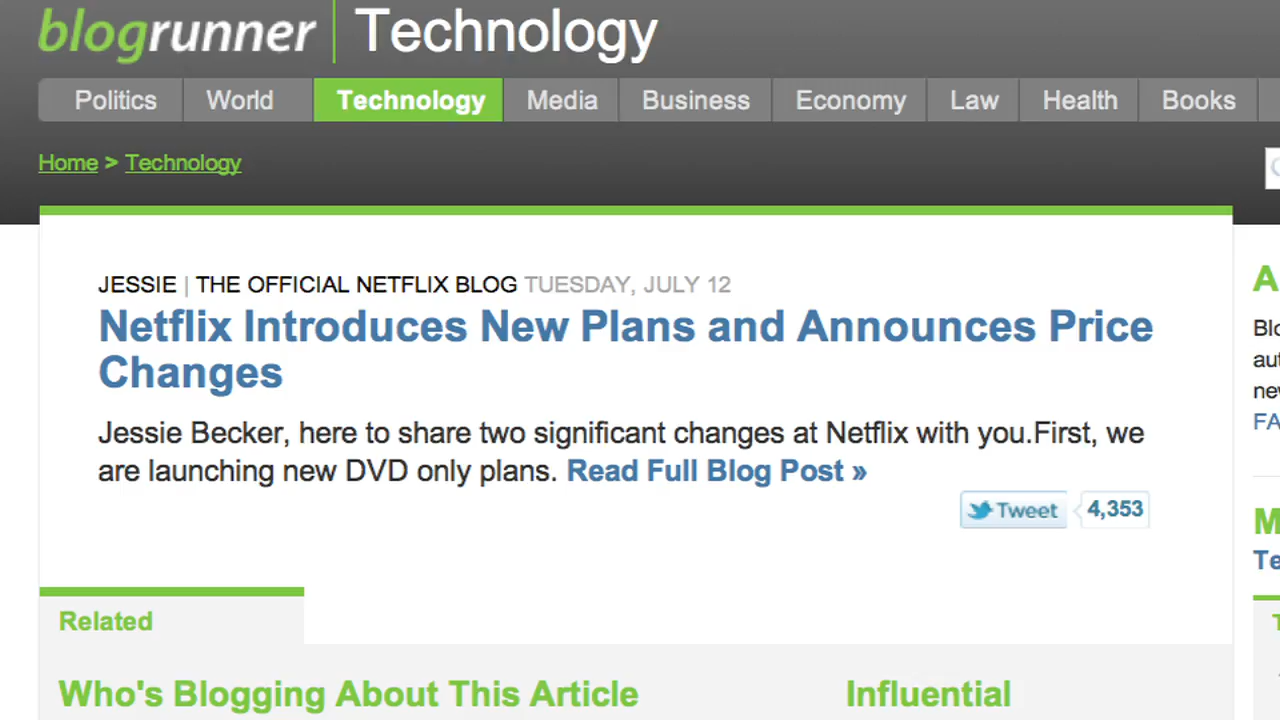 blogrunner Technology
Politics World Technology Media Business Economy Law Health Books
Home > Technology
JESSIE | THE OFFICIAL NETFLIX BLOG TUESDAY, JULY 12
Netflix Introduces New Plans and Announces Price
Changes
Jessie Becker, here to share two significant changes at Netflix with you.First, we
are launching new DVD only plans. Read Full Blog Post »
Tweet 4,353
Related
Who's Blogging About This Article
Influential
A
FA
M